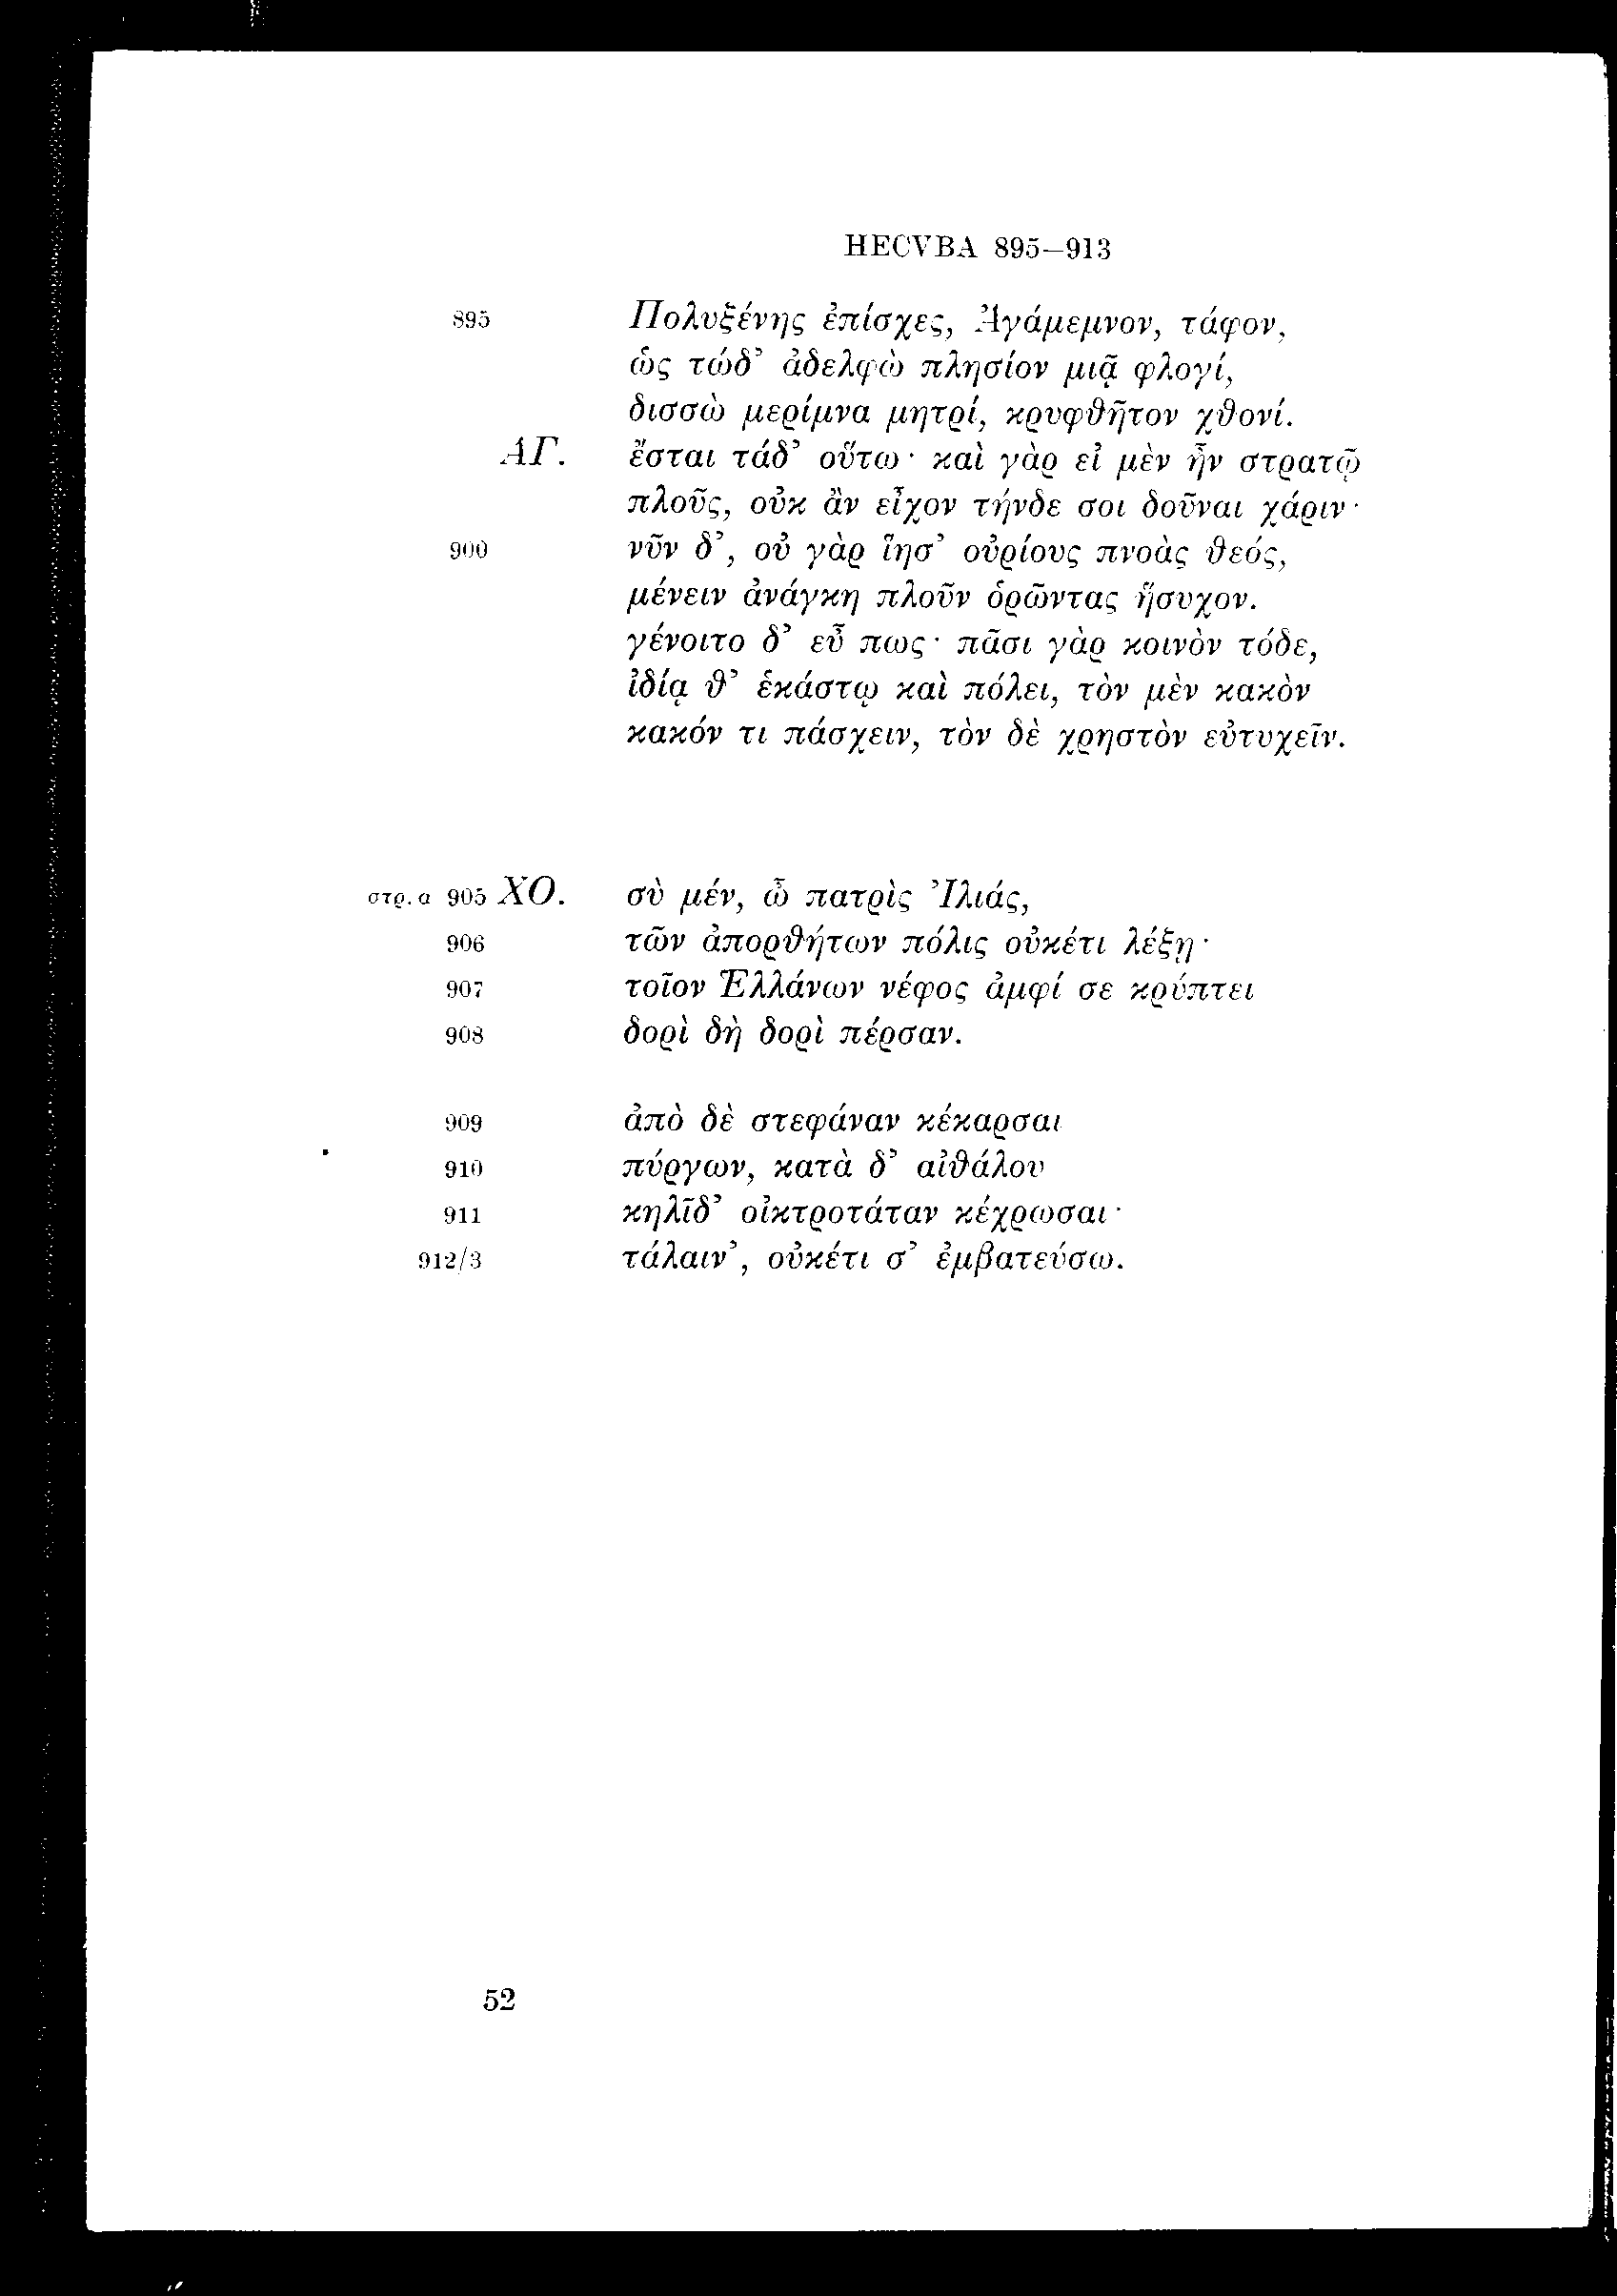 HECVBA 895–913
895 Πολυξένης ἐπίσχες, Ἀγάμεμνον, τάφον,
ὡς τώδ’ ἀδελφὼ πλησίον μιᾷ φλογί,
δισσὼ μερίμνα μητρί, κρυφθῆτον χθονί.
ΑΓ. ἔσται τάδ’ οὕτω· καὶ γὰρ εἰ μὲν ἦν στρατῷ
πλοῦς, οὐκ ἂν εἶχον τήνδε σοι δοῦναι χάριν·
900 νῦν δ’, οὐ γὰρ ἵησ’ οὐρίους πνοὰς θεός,
μένειν ἀνάγκη πλοῦν ὁρῶντας ἥσυχον.
γένοιτο δ’ εὖ πως· πᾶσι γὰρ κοινὸν τόδε,
ἰδίᾳ θ’ ἑκάστῳ καὶ πόλει, τὸν μὲν κακὸν
κακόν τι πάσχειν, τὸν δὲ χρηστὸν εὐτυχεῖν.
στρ. α 905 ΧΟ. σὺ μέν, ὦ πατρὶς Ἰλιάς,
906 τῶν ἀπορθήτων πόλις οὐκέτι λέξῃ·
907 τοῖον Ἑλλάνων νέφος ἀμφί σε κρύπτει
908 δορὶ δὴ δορὶ πέρσαν.
909 ἀπὸ δὲ στεφάναν κέκαρσαι
910 πύργων, κατὰ δ’ αἰθάλου
911 κηλῖδ’ οἰκτροτάταν κέχρωσαι·
912/3 τάλαιν’, οὐκέτι σ’ ἐμβατεύσω.
52